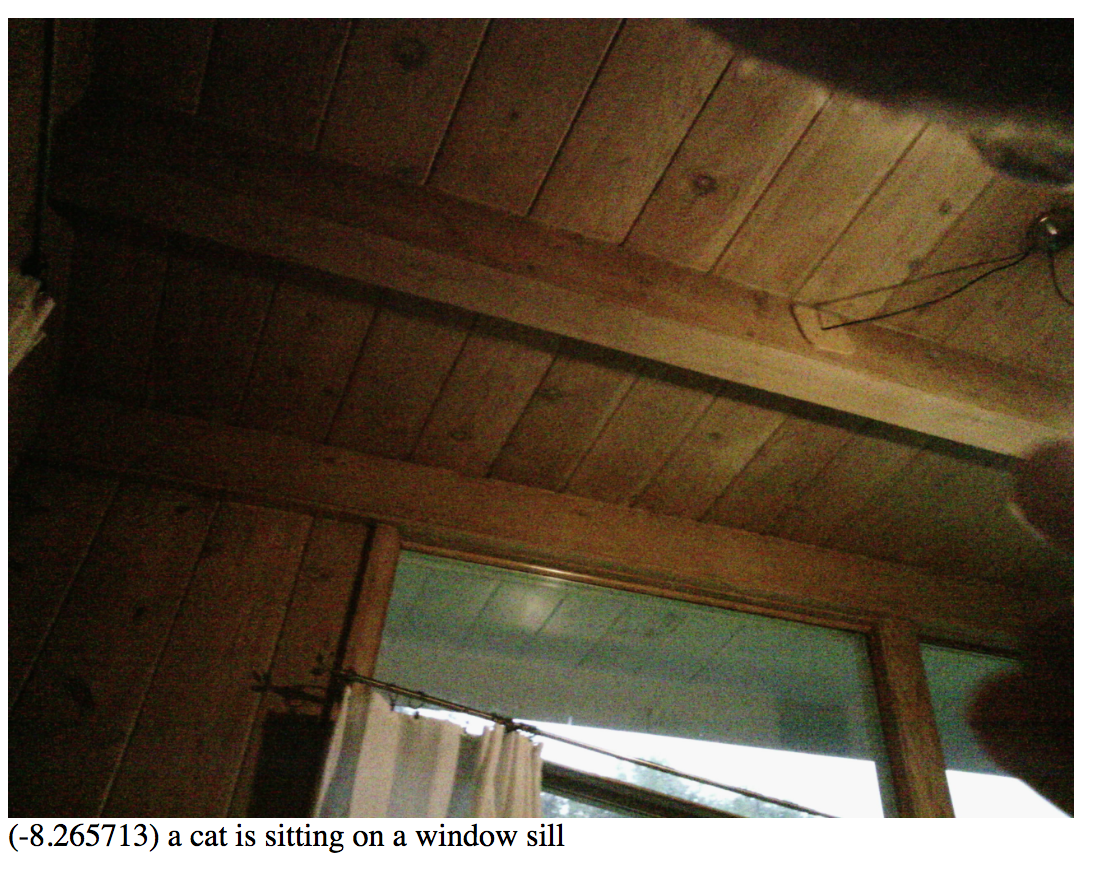 (-8.265713) a cat is sitting on a window sill